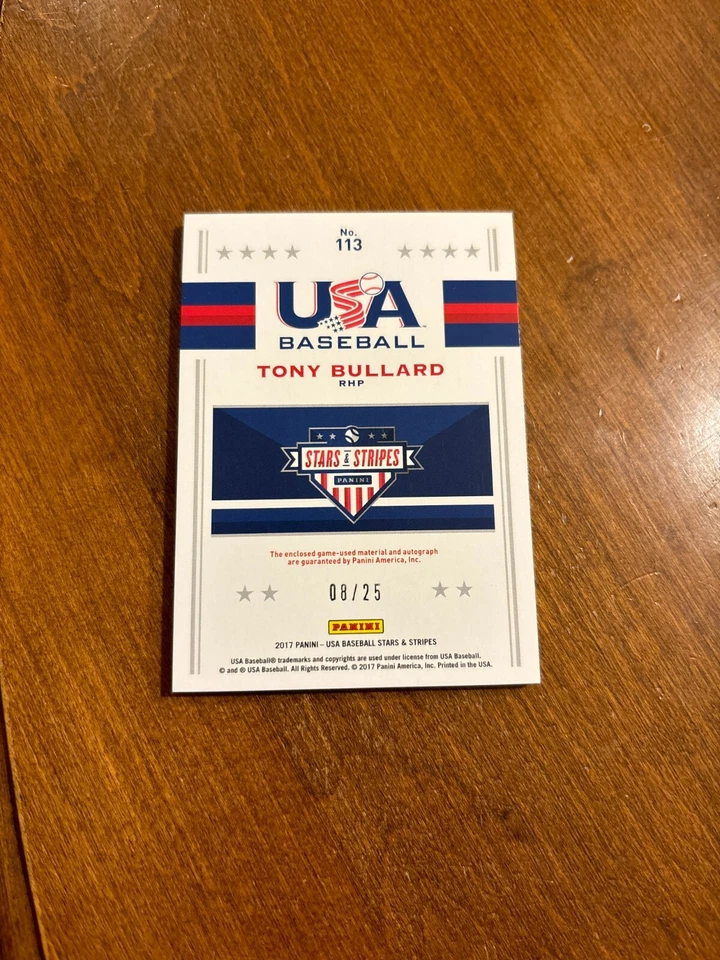 No.
113
USA
BASEBALL
TONY BULLARD
RHP
STARS & STRIPES
PANINI
The enclosed game-used material and autograph
are guaranteed by Panini America, Inc.
08/25
PANINI
2017 PANINI – USA BASEBALL STARS & STRIPES
USA Baseball® trademarks and copyrights are used under license from USA Baseball.
© and ® USA Baseball. All Rights Reserved. © 2017 Panini America, Inc. Printed in the USA.